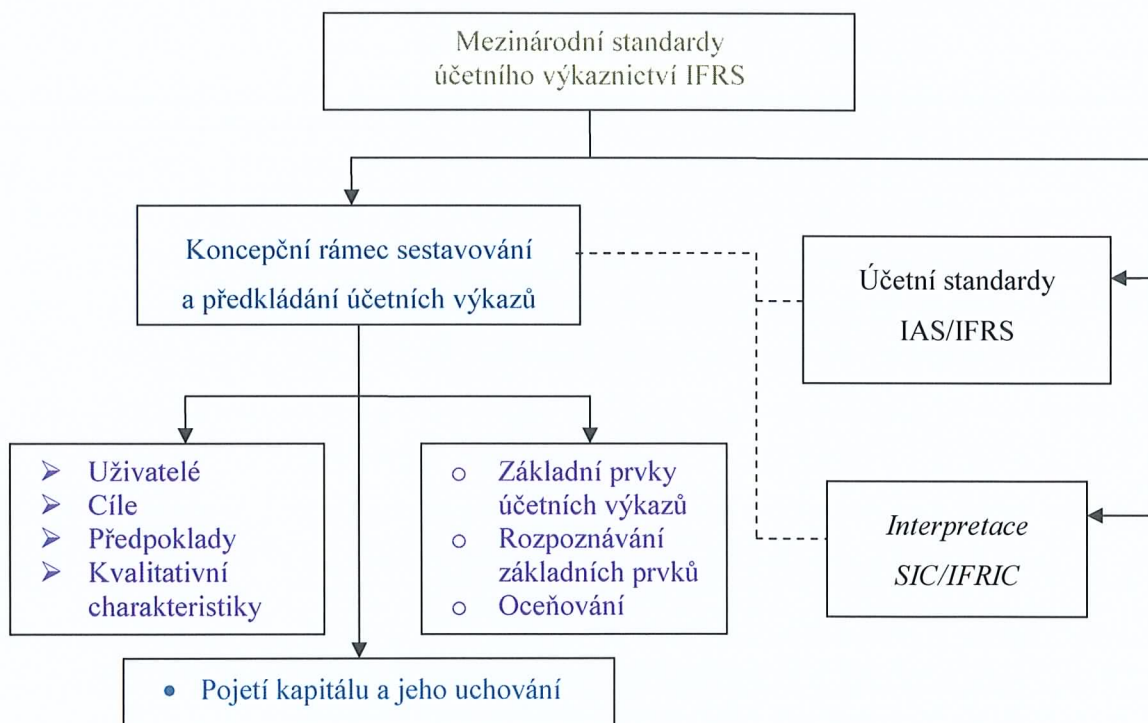 Mezinárodní standardy
účetního výkaznictví IFRS
Koncepční rámec sestavování
a předkládání účetních výkazů
Účetní standardy
IAS/IFRS
➢ Uživatelé
➢ Cíle
➢ Předpoklady
➢ Kvalitativní
charakteristiky
○ Základní prvky
účetních výkazů
○ Rozpoznávání
základních prvků
○ Oceňování
Interpretace
SIC/IFRIC
• Pojetí kapitálu a jeho uchování